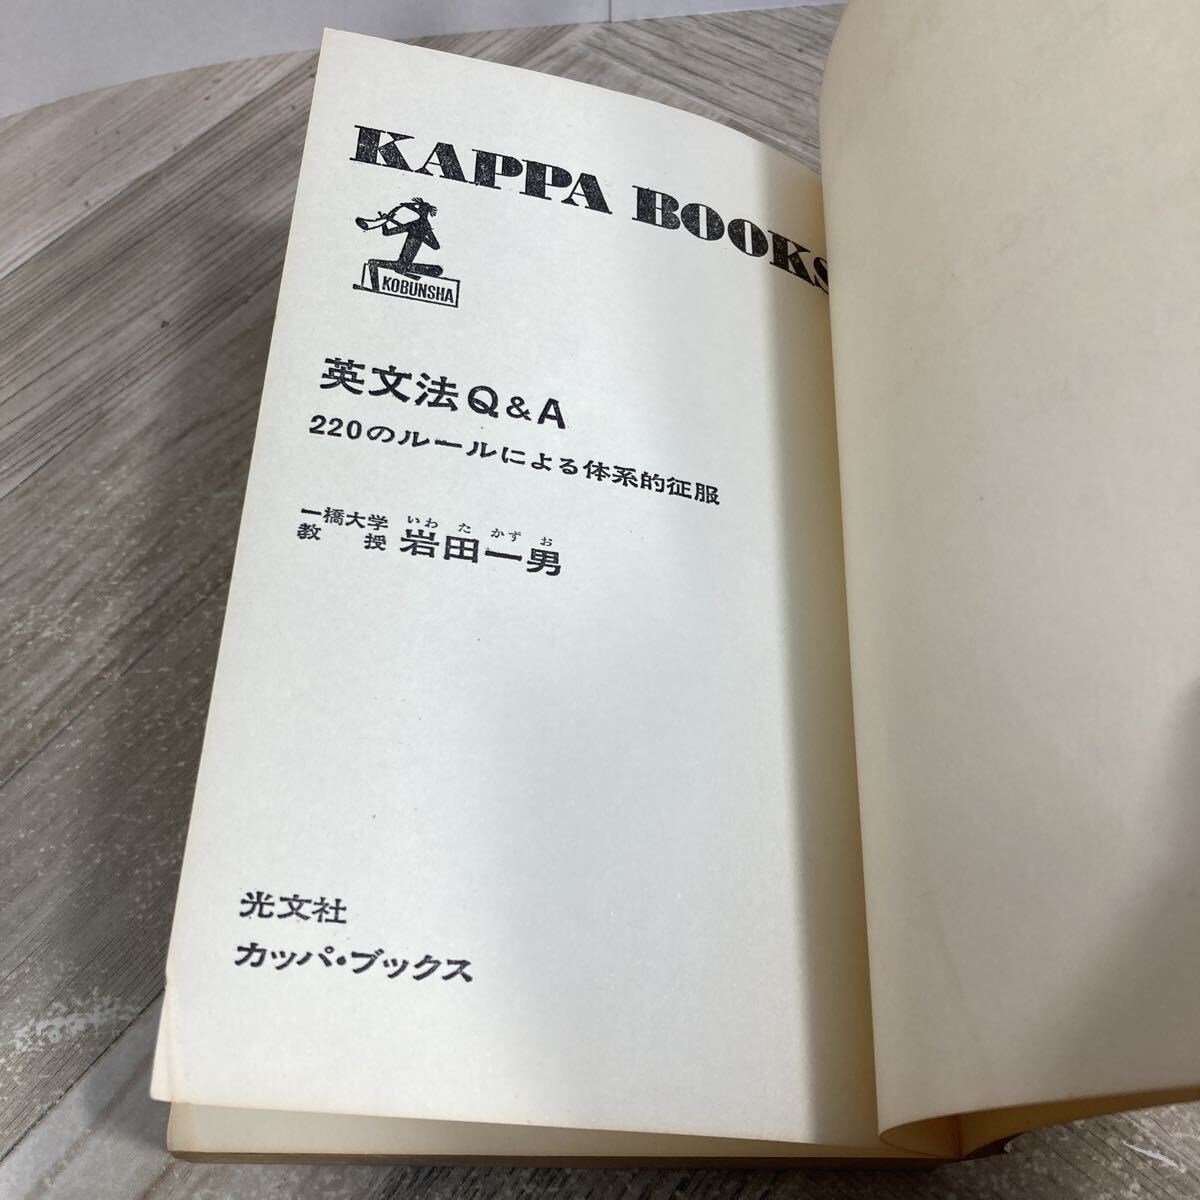 KAPPA BOOKS
KOBUNSHA
英文法Q&A
220のルールによる体系的征服
一橋大学
教授
いわたかずお
岩田一男
光文社
カッパ・ブックス